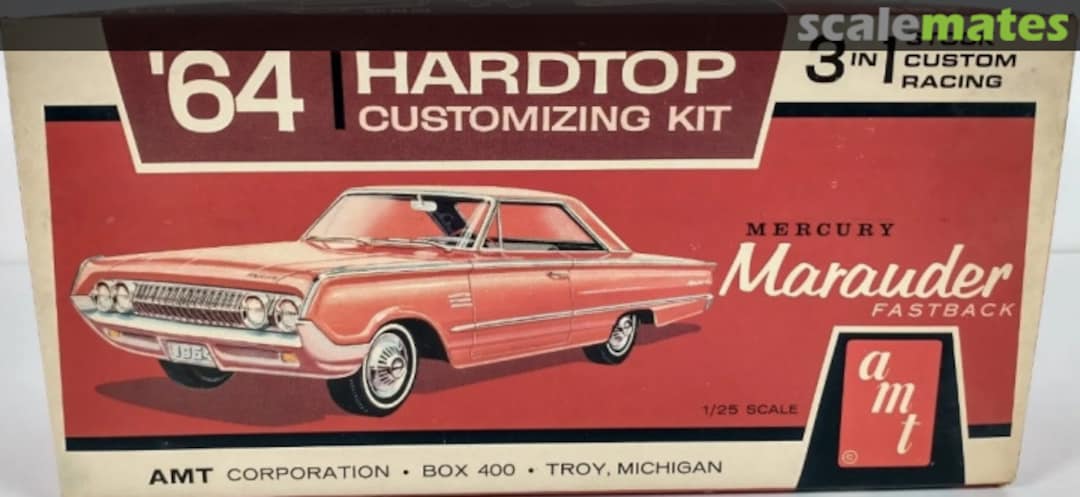 scalemates
'64 HARDTOP
CUSTOMIZING KIT
3 IN 1 STOCK
CUSTOM
RACING
MERCURY
Marauder
FASTBACK
1/25 SCALE
amt
©
AMT CORPORATION • BOX 400 • TROY, MICHIGAN